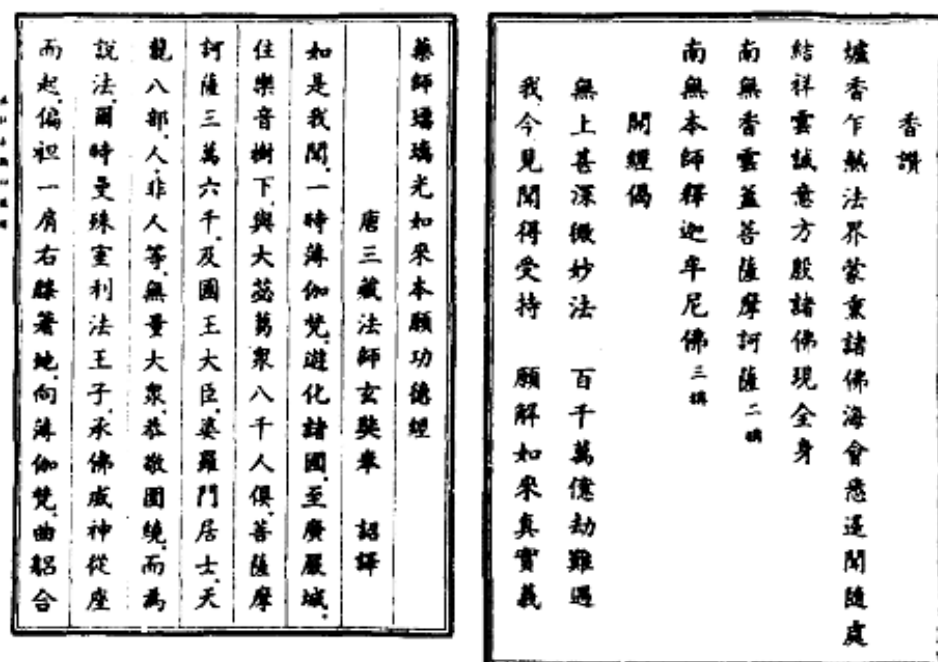 香讚
爐香乍爇法界蒙熏諸佛海會悉遙聞隨處
結祥雲誠意方殷諸佛現全身
南無香雲蓋菩薩摩訶薩 二稱
南無本師釋迦牟尼佛 三稱
開經偈
無上甚深微妙法 百千萬億劫難遇
我今見聞得受持 願解如來真實義
藥師琉璃光如來本願功德經
唐三藏法師玄奘奉 詔譯
如是我聞.一時薄伽梵.遊化諸國.至廣嚴城.
住樂音樹下.與大苾蒭眾八千人俱.菩薩摩
訶薩三萬六千.及國王大臣.婆羅門居士.天
龍八部.人非人等.無量大眾.恭敬圍繞.而為
說法.爾時曼殊室利法王子.承佛威神從座
而起.偏袒一肩右膝著地.向薄伽梵.曲躬合